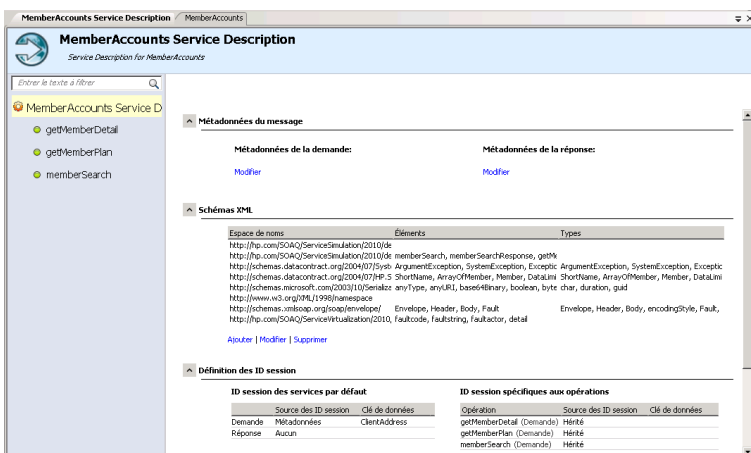 MemberAccounts Service Description MemberAccounts
MemberAccounts Service Description
Service Description for MemberAccounts
Entrer le texte à filtrer
MemberAccounts Service D
getMemberDetail
getMemberPlan
memberSearch
Métadonnées du message
Métadonnées de la demande: Métadonnées de la réponse:
Modifier Modifier
Schémas XML
Espace de noms Éléments Types
http://hp.com/SOAQ/ServiceSimulation/2010/de
http://hp.com/SOAQ/ServiceSimulation/2010/de memberSearch, memberSearchResponse, getMe
http://schemas.datacontract.org/2004/07/Syst ArgumentException, SystemException, Exceptic ArgumentException, SystemException, Exceptic
http://schemas.datacontract.org/2004/07/HP.S ShortName, ArrayOfMember, Member, DataLimi ShortName, ArrayOfMember, Member, DataLimi
http://schemas.microsoft.com/2003/10/Serializa anyType, anyURI, base64Binary, boolean, byte char, duration, guid
http://www.w3.org/XML/1998/namespace
http://schemas.xmlsoap.org/soap/envelope/ Envelope, Header, Body, Fault Envelope, Header, Body, encodingStyle, Fault,
http://hp.com/SOAQ/ServiceVirtualization/2010, faultcode, faultstring, faultactor, detail
Ajouter | Modifier | Supprimer
Définition des ID session
ID session des services par défaut ID session spécifiques aux opérations
Source des ID session Clé de données Opération Source des ID session Clé de données
Demande Métadonnées ClientAddress getMemberDetail (Demande) Hérité
Réponse Aucun getMemberPlan (Demande) Hérité
memberSearch (Demande) Hérité